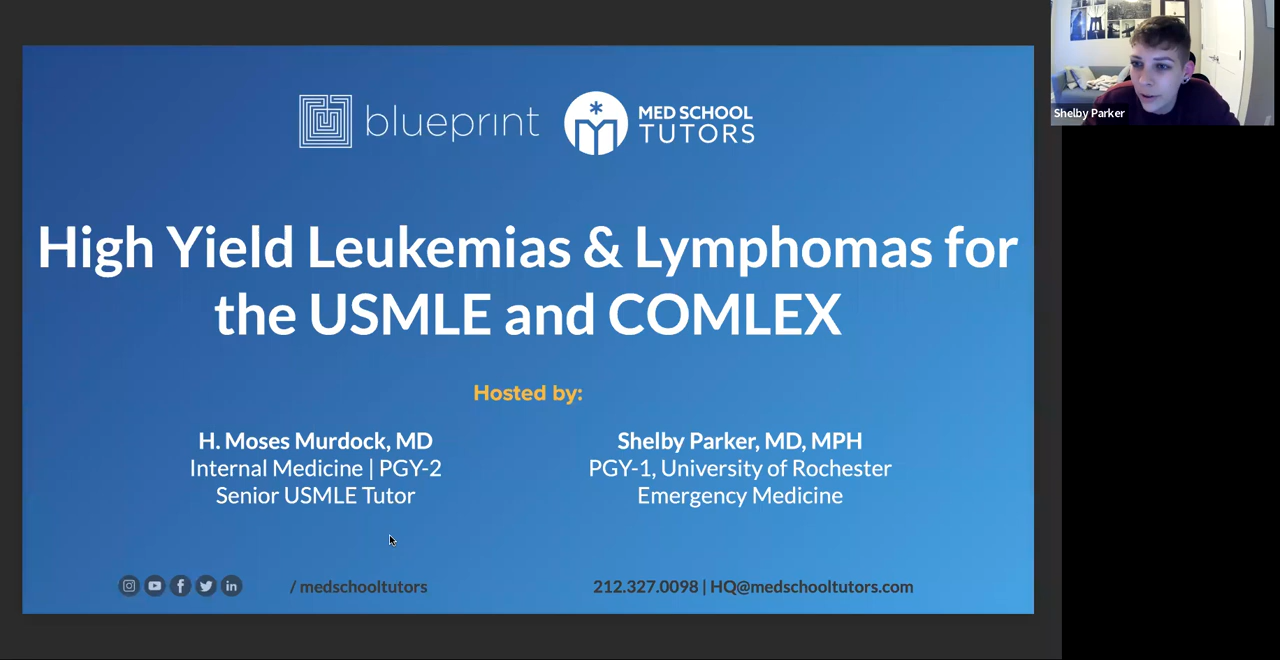 blueprint
MED SCHOOL
TUTORS
High Yield Leukemias & Lymphomas for
the USMLE and COMLEX
Hosted by:
H. Moses Murdock, MD
Internal Medicine | PGY-2
Senior USMLE Tutor
Shelby Parker, MD, MPH
PGY-1, University of Rochester
Emergency Medicine
/ medschooltutors
212.327.0098 | HQ@medschooltutors.com
Shelby Parker